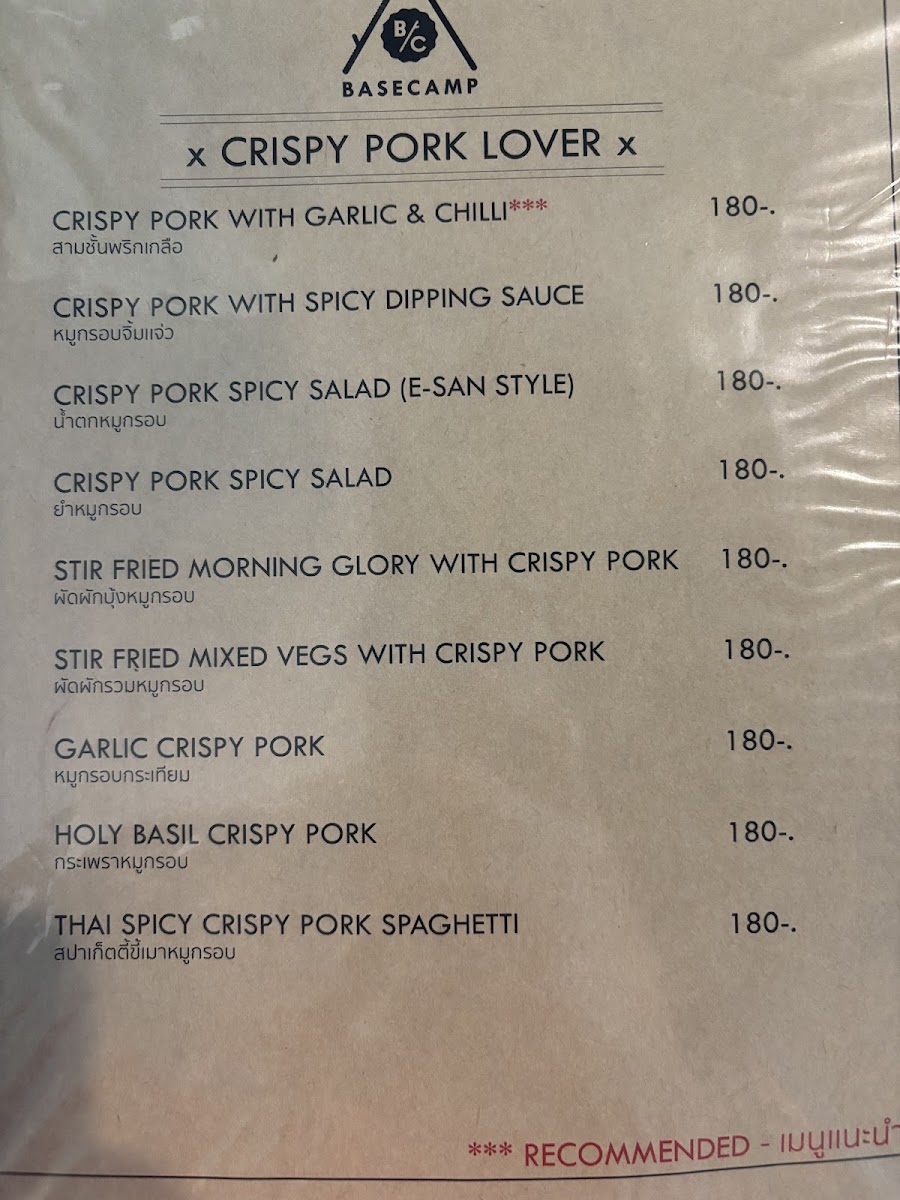 B/C
BASECAMP
x CRISPY PORK LOVER x
CRISPY PORK WITH GARLIC & CHILLI*** 180-.
สามชั้นพริกเกลือ
CRISPY PORK WITH SPICY DIPPING SAUCE 180-.
หมูกรอบจิ้มแจ่ว
CRISPY PORK SPICY SALAD (E-SAN STYLE) 180-.
น้ำตกหมูกรอบ
CRISPY PORK SPICY SALAD 180-.
ยำหมูกรอบ
STIR FRIED MORNING GLORY WITH CRISPY PORK 180-.
ผัดผักบุ้งหมูกรอบ
STIR FRIED MIXED VEGS WITH CRISPY PORK 180-.
ผัดผักรวมหมูกรอบ
GARLIC CRISPY PORK 180-.
หมูกรอบกระเทียม
HOLY BASIL CRISPY PORK 180-.
กระเพราหมูกรอบ
THAI SPICY CRISPY PORK SPAGHETTI 180-.
สปาเก็ตตี้ขี้เมาหมูกรอบ
*** RECOMMENDED - เมนูแนะนำ